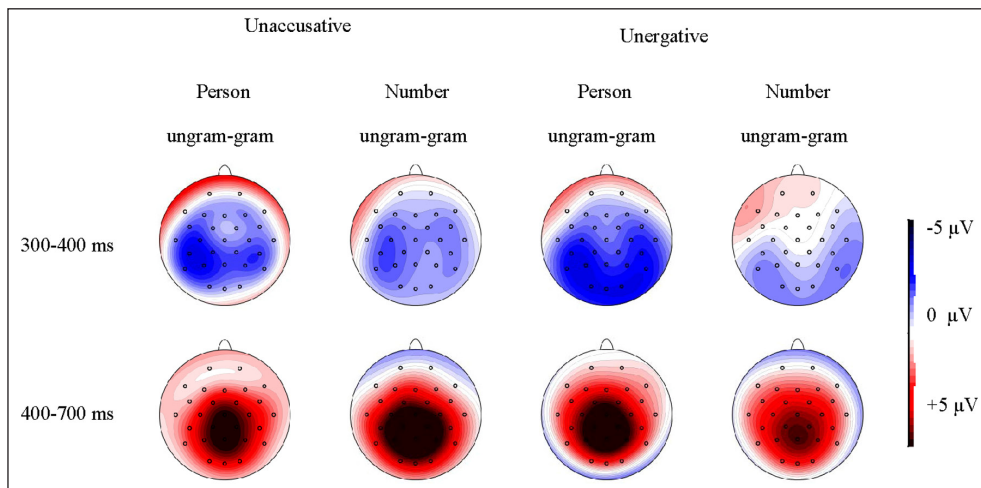 Unaccusative
Unergative
Person
Number
Person
Number
ungram-gram
ungram-gram
ungram-gram
ungram-gram
300-400 ms
-5 µV
0 µV
+5 µV
400-700 ms